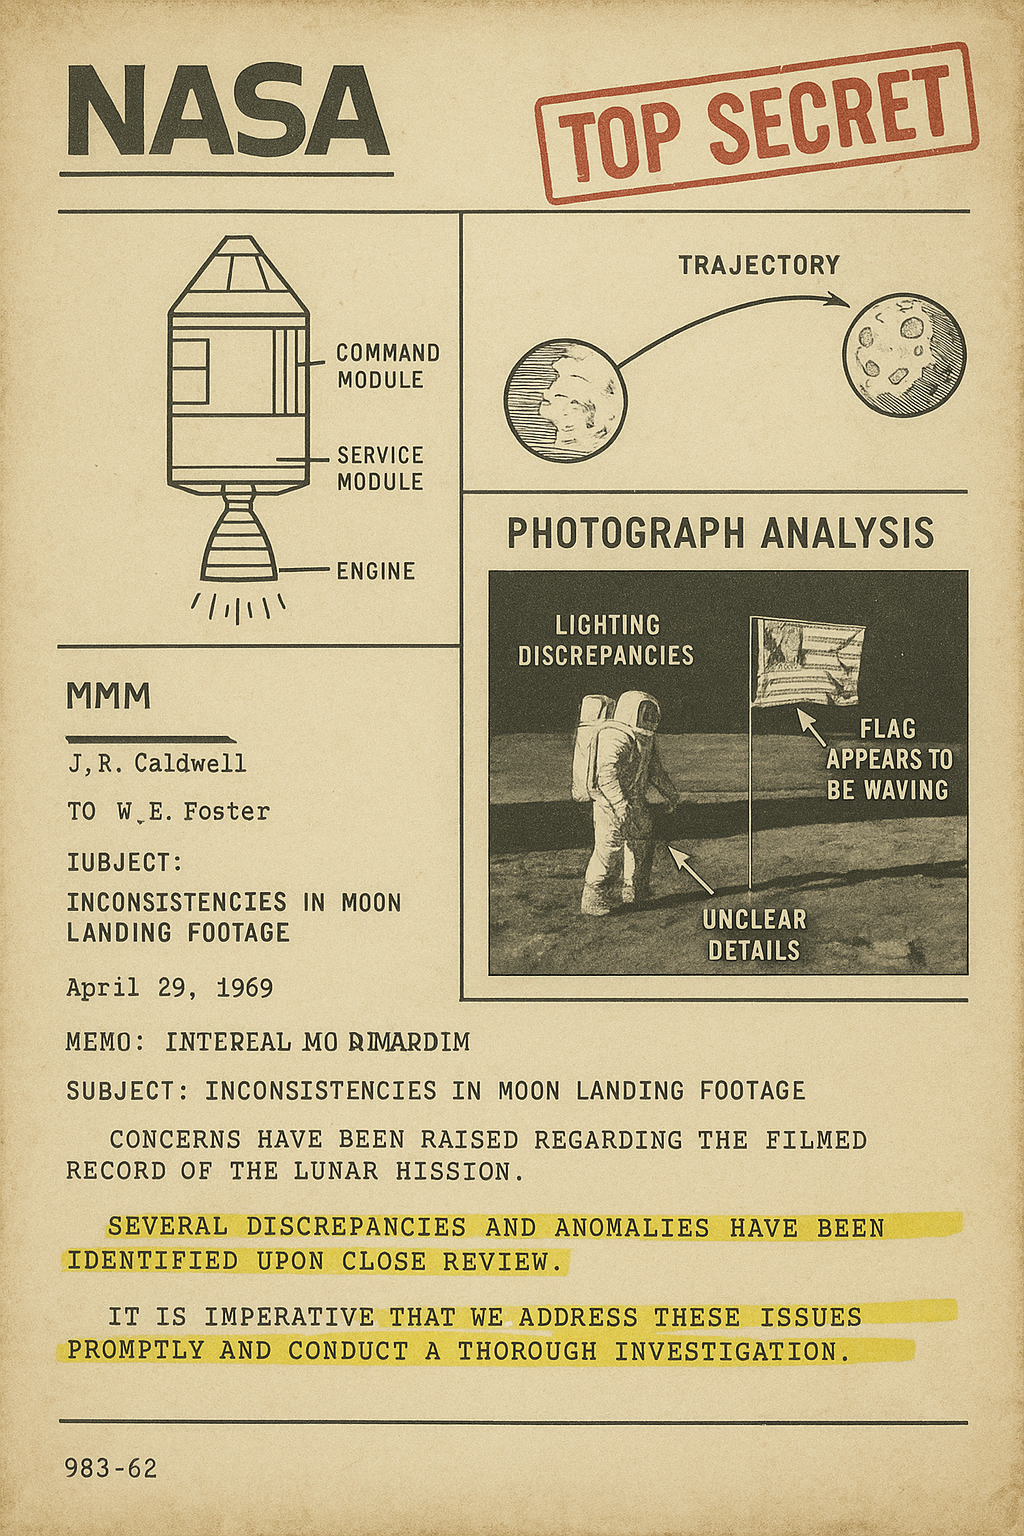 NASA
TOP SECRET
COMMAND
MODULE
SERVICE
MODULE
ENGINE
TRAJECTORY
PHOTOGRAPH ANALYSIS
LIGHTING
DISCREPANCIES
FLAG
APPEARS TO
BE WAVING
UNCLEAR
DETAILS
MMM
J,R. Caldwell
TO W.E. Foster
IUBJECT:
INCONSISTENCIES IN MOON
LANDING FOOTAGE
April 29, 1969
MEMO: INTEREAL MO
SUBJECT: INCONSISTENCIES IN MOON LANDING FOOTAGE
CONCERNS HAVE BEEN RAISED REGARDING THE FILMED
RECORD OF THE LUNAR HISSION.
SEVERAL DISCREPANCIES AND ANOMALIES HAVE BEEN
IDENTIFIED UPON CLOSE REVIEW.
IT IS IMPERATIVE THAT WE ADDRESS THESE ISSUES
PROMPTLY AND CONDUCT A THOROUGH INVESTIGATION.
983-62